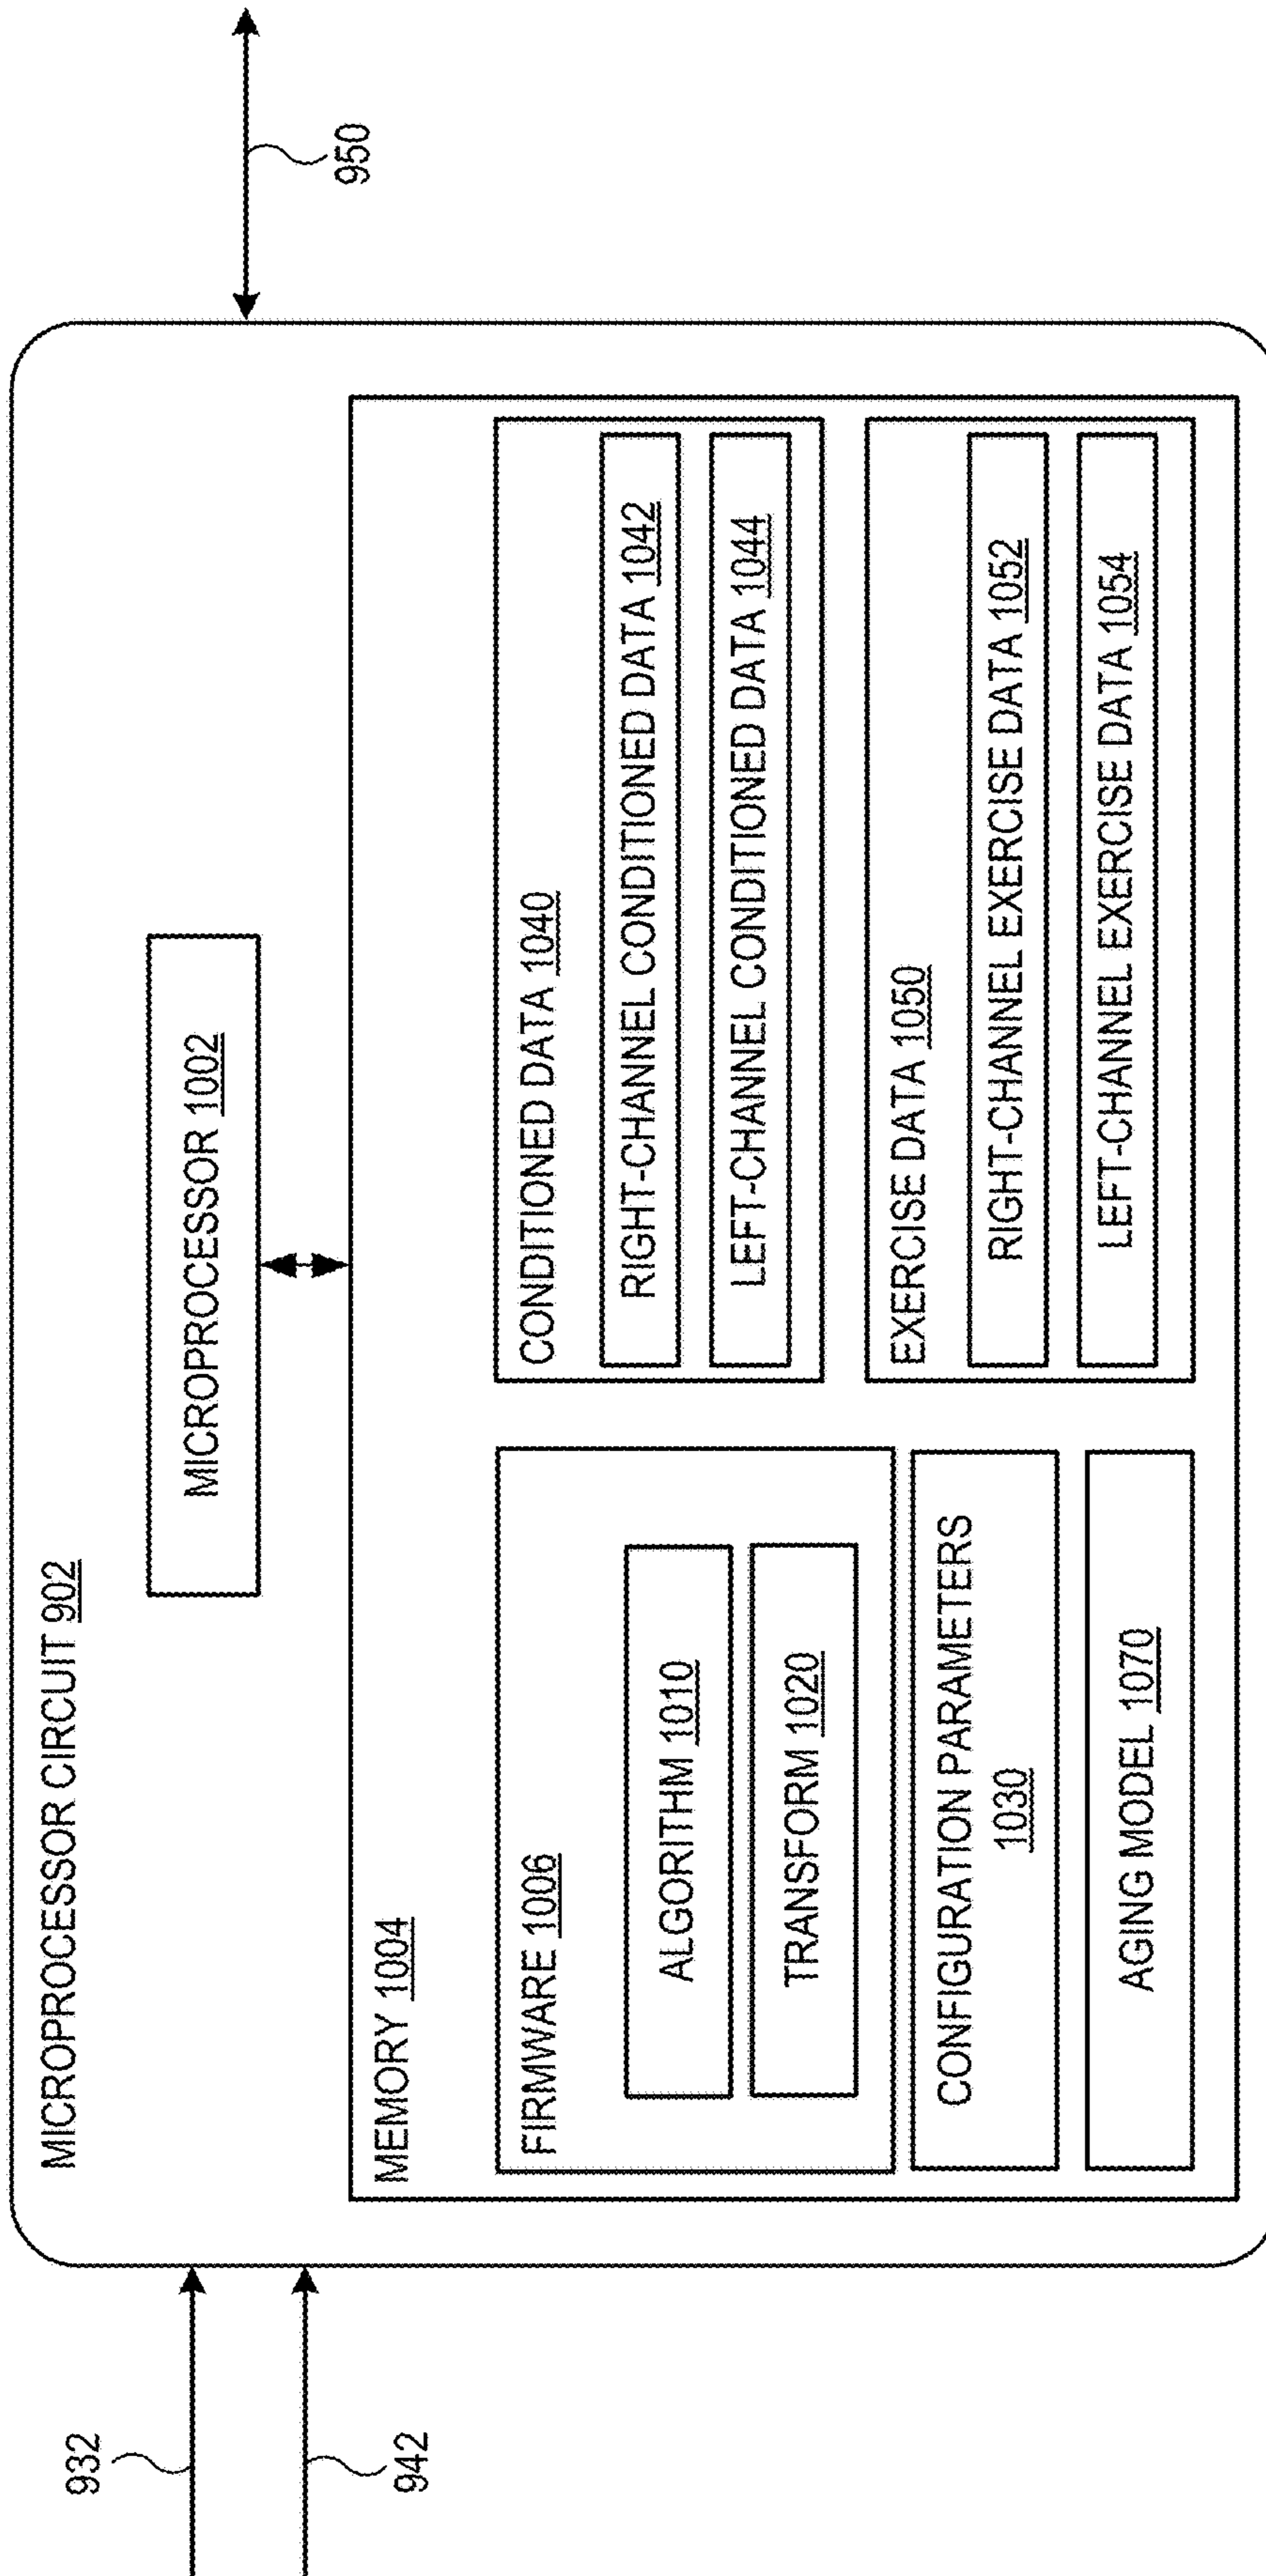 MICROPROCESSOR CIRCUIT 902
932
942
950
MICROPROCESSOR 1002
MEMORY 1004
FIRMWARE 1006
ALGORITHM 1010
TRANSFORM 1020
CONFIGURATION PARAMETERS
1030
AGING MODEL 1070
CONDITIONED DATA 1040
RIGHT-CHANNEL CONDITIONED DATA 1042
LEFT-CHANNEL CONDITIONED DATA 1044
EXERCISE DATA 1050
RIGHT-CHANNEL EXERCISE DATA 1052
LEFT-CHANNEL EXERCISE DATA 1054